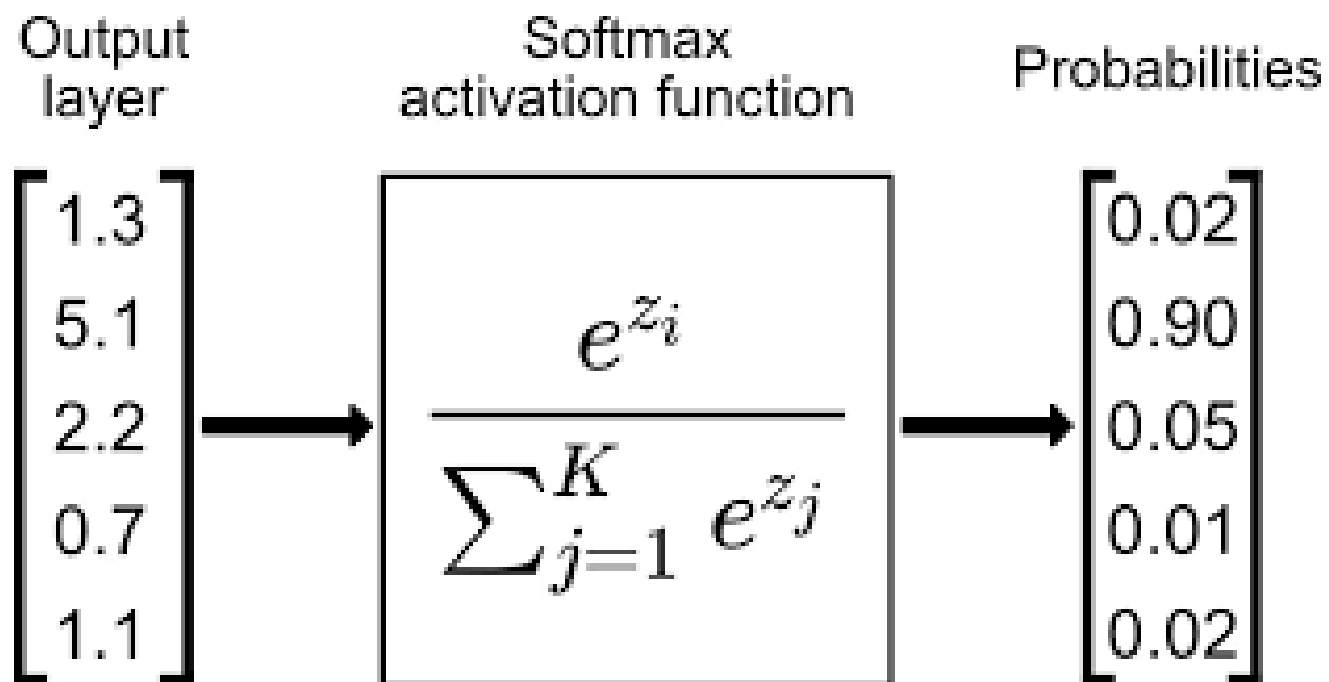 Output
layer
Softmax
activation function
Probabilities
1.3
5.1
2.2
0.7
1.1
e^{z_i}
∑_{j=1}^{K} e^{z_j}
0.02
0.90
0.05
0.01
0.02